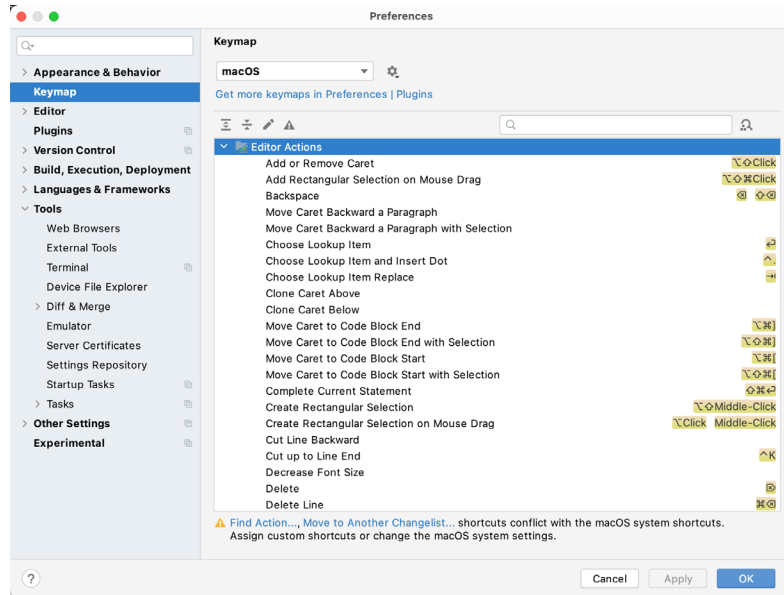 Preferences
Appearance & Behavior
Keymap
Editor
Plugins
Version Control
Build, Execution, Deployment
Languages & Frameworks
Tools
Web Browsers
External Tools
Terminal
Device File Explorer
Diff & Merge
Emulator
Server Certificates
Settings Repository
Startup Tasks
Tasks
Other Settings
Experimental
Keymap
macOS
Get more keymaps in Preferences | Plugins
Editor Actions
Add or Remove Caret ⌥⇧Click
Add Rectangular Selection on Mouse Drag ⌥⇧⌘Click
Backspace ⌫ ⇧⌫
Move Caret Backward a Paragraph
Move Caret Backward a Paragraph with Selection
Choose Lookup Item ⏎
Choose Lookup Item and Insert Dot ^.
Choose Lookup Item Replace ⇥
Clone Caret Above
Clone Caret Below
Move Caret to Code Block End ⌥⌘]
Move Caret to Code Block End with Selection ⌥⇧⌘]
Move Caret to Code Block Start ⌥⌘[
Move Caret to Code Block Start with Selection ⌥⇧⌘[
Complete Current Statement ⇧⌘⏎
Create Rectangular Selection ⌥⇧Middle-Click
Create Rectangular Selection on Mouse Drag ⌥Click Middle-Click
Cut Line Backward
Cut up to Line End ^K
Decrease Font Size
Delete ⌦
Delete Line ⌘⌫
Find Action..., Move to Another Changelist... shortcuts conflict with the macOS system shortcuts.
Assign custom shortcuts or change the macOS system settings.
?
Cancel
Apply
OK